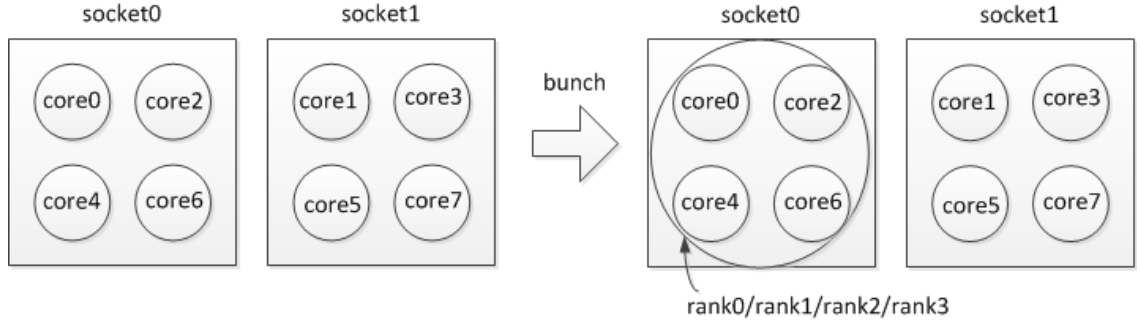 socket0 socket1 socket0 socket1
core0 core2 core1 core3 bunch core0 core2 core1 core3
core4 core6 core5 core7 core4 core6 core5 core7
rank0/rank1/rank2/rank3